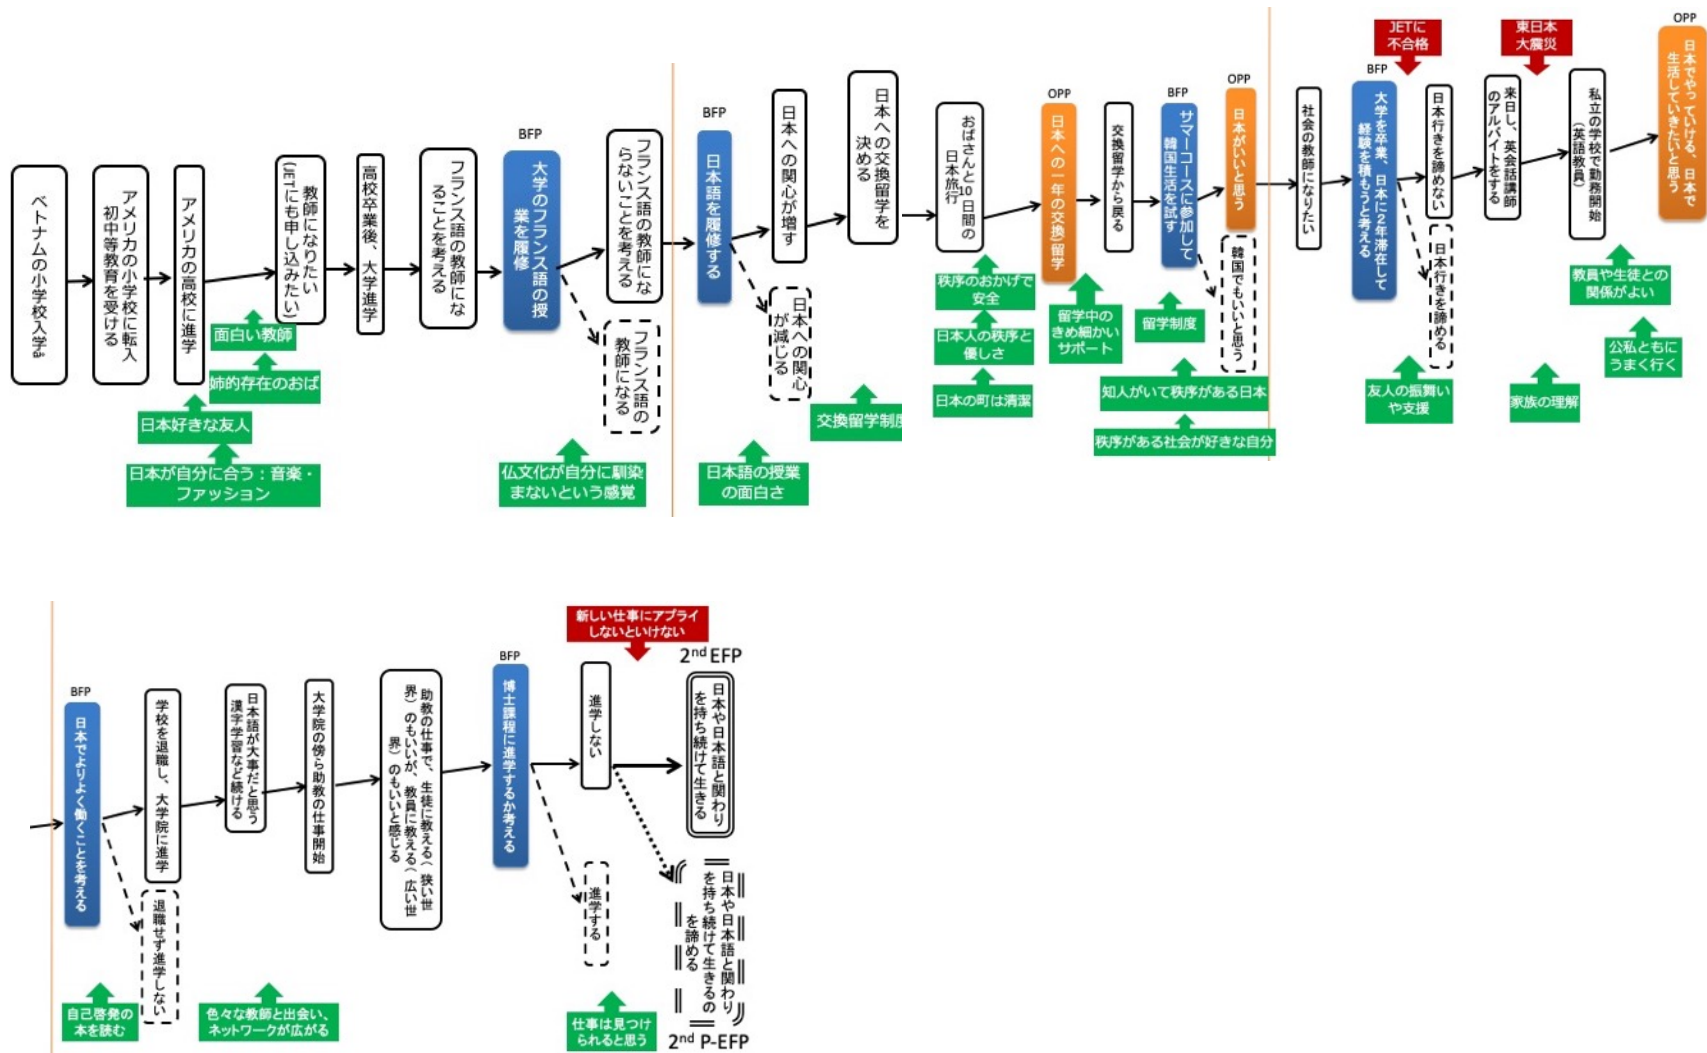 ベトナムの小学校入学å
アメリカの小学校に転入
初中等教育を受ける
アメリカの高校に進学
教師になりたい
(JETにも申し込みたい)
高校卒業後、大学進学
フランス語の教師にな
ることを考える
BFP
大学のフランス語の授
業を履修
フランス語の教師にな
らないことを考える
フランス語の
教師になる
面白い教師
姉的存在のおば
日本好きな友人
日本が自分に合う：音楽・
ファッション
仏文化が自分に馴染
まないという感覚
BFP
日本語を履修する
日本への関心が増す
日本への関心
が減じる
日本への交換留学を
決める
交換留学制度
日本語の授業
の面白さ
おばさんと10日間の
日本旅行
OPP
日本への一年の交換)留学
交換留学から戻る
BFP
サマーコースに参加して
韓国生活を試す
OPP
日本がいいと思う
韓国でもいいと思う
秩序のおかげで
安全
日本人の秩序と
優しさ
日本の町は清潔
留学中の
きめ細かい
サポート
留学制度
知人がいて秩序がある日本
秩序がある社会が好きな自分
社会の教師になりたい
BFP
大学を卒業、日本に2年滞在して
経験を積もうと考える
JETに
不合格
日本行きを諦めない
日本行きを諦める
来日し、英会話講師
のアルバイトをする
東日本
大震災
私立の学校で勤務開始
（英語教員）
OPP
日本でやっていける、日本で
生活していきたいと思う
教員や生徒との
関係がよい
公私ともに
うまく行く
友人の振舞い
や支援
家族の理解
BFP
日本でよりよく働くことを考える
学校を退職し、大学院に進学
退職せず進学しない
日本語が大事だと思う
漢字学習など続ける
大学院の傍ら助教の仕事開始
助教の仕事で、生徒に教える（狭い世
界）のもいいが、教員に教える（広い世
界）のもいいと感じる
BFP
博士課程に進学するか考える
進学しない
進学する
新しい仕事にアプライ
しないといけない
2nd EFP
日本や日本語と関わり
を持ち続けて生きる
日本や日本語と関わり
を持ち続けて生きるの
を諦める
2nd P-EFP
自己啓発の
本を読む
色々な教師と出会い、
ネットワークが広がる
仕事は見つけ
られると思う